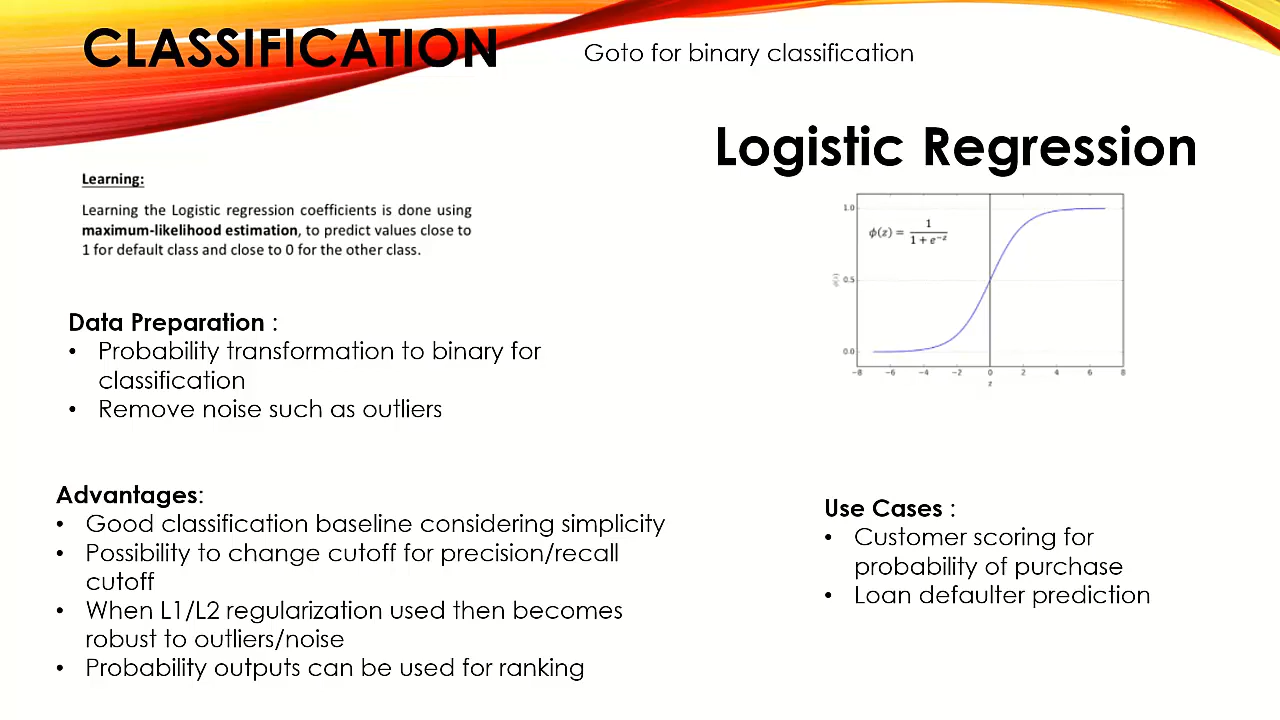 CLASSIFICATION
Goto for binary classification
Logistic Regression
Learning:
Learning the Logistic regression coefficients is done using
maximum-likelihood estimation, to predict values close to
1 for default class and close to 0 for the other class.
1.0
0.5
0.0
ϕ(z)
ϕ(z) = 1 / 1 + e^-z
-8 -6 -4 -2 0 2 4 6 8
z
Data Preparation :
• Probability transformation to binary for
classification
• Remove noise such as outliers
Advantages:
• Good classification baseline considering simplicity
• Possibility to change cutoff for precision/recall
cutoff
• When L1/L2 regularization used then becomes
robust to outliers/noise
• Probability outputs can be used for ranking
Use Cases :
• Customer scoring for
probability of purchase
• Loan defaulter prediction